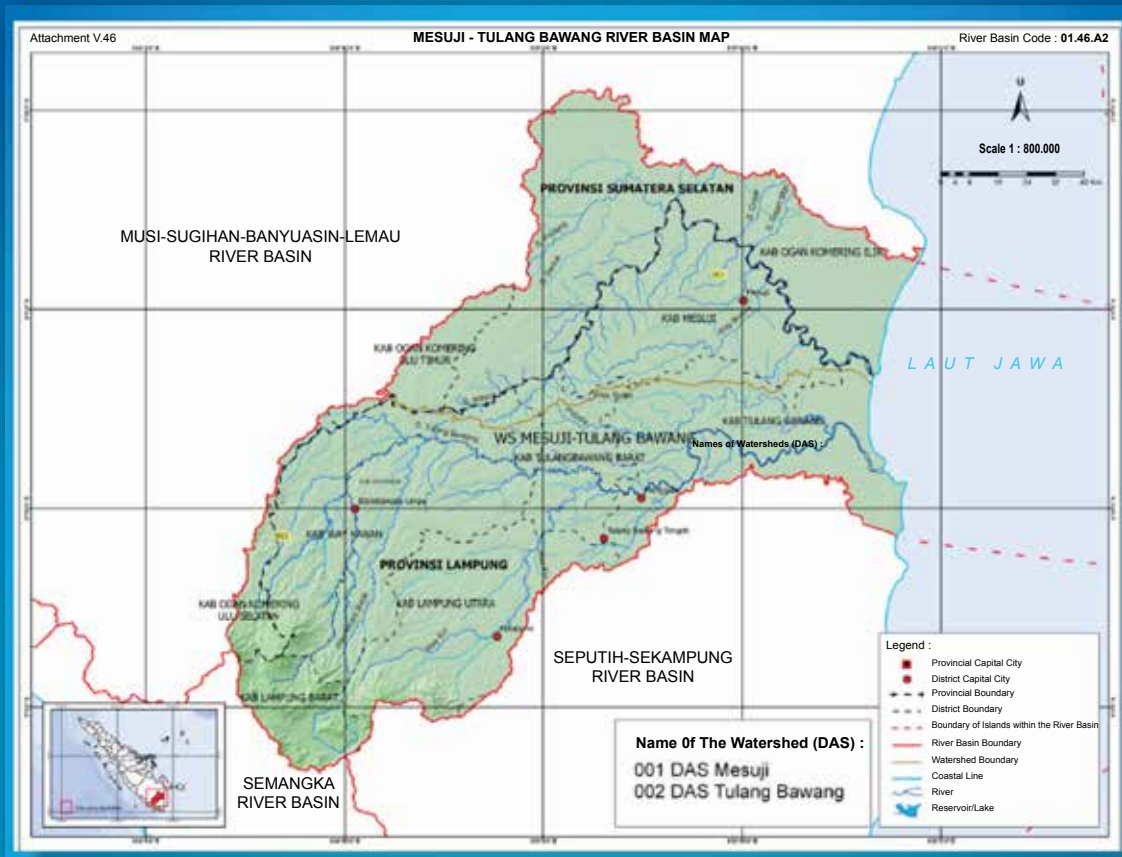 Attachment V.46
MESUJI - TULANG BAWANG RIVER BASIN MAP
River Basin Code : 01.46.A2
U
Scale 1 : 800.000
PROVINSI SUMATERA SELATAN
MUSI-SUGIHAN-BANYUASIN-LEMAU
RIVER BASIN
KAB OGAN KOMERING ILIR
KAB MESUJI
KAB OGAN KOMERING
ULU TIMUR
LAUT JAWA
KAB TULANG BAWANG
WS MESUJI-TULANG BAWANG
Names of Watersheds (DAS) :
KAB TULANGBAWANG BARAT
KAB WAY KANAN
PROVINSI LAMPUNG
KAB OGAN KOMERING
ULU SELATAN
KAB LAMPUNG UTARA
KAB LAMPUNG BARAT
SEPUTIH-SEKAMPUNG
RIVER BASIN
SEMANGKA
RIVER BASIN
Name 0f The Watershed (DAS) :
001 DAS Mesuji
002 DAS Tulang Bawang
Legend :
Provincial Capital City
District Capital City
Provincial Boundary
District Boundary
Boundary of Islands within the River Basin
River Basin Boundary
Watershed Boundary
Coastal Line
River
Reservoir/Lake